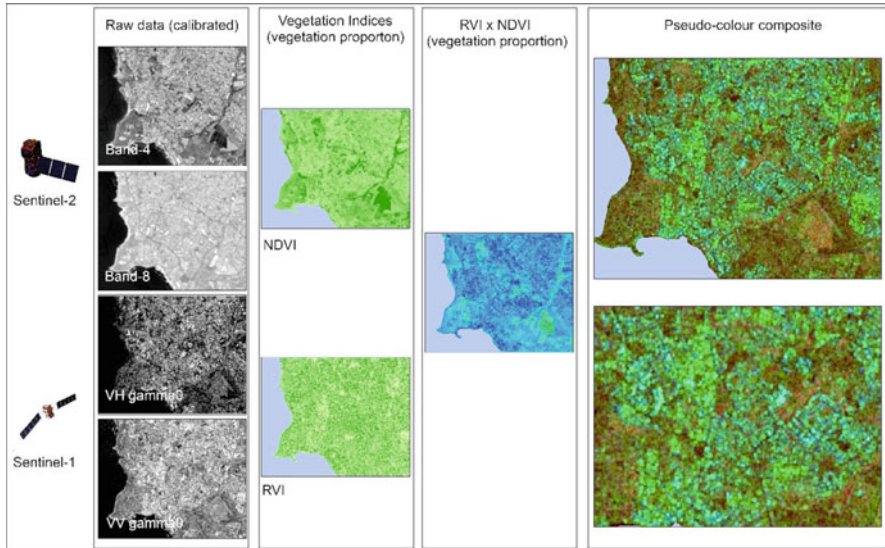 Raw data (calibrated)
Vegetation Indices
(vegetation proporton)
RVI x NDVI
(vegetation proportion)
Pseudo-colour composite
Band-4
Sentinel-2
Band-8
NDVI
VH gamma0
Sentinel-1
VV gamma0
RVI